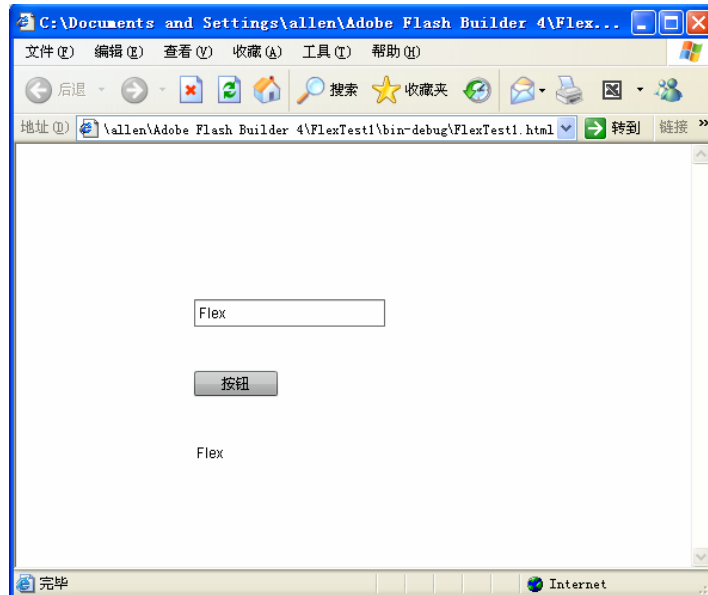 C:\Documents and Settings\allen\Adobe Flash Builder 4\Flex...
文件(F) 编辑(E) 查看(V) 收藏(A) 工具(T) 帮助(H)
后退 搜索 收藏夹
地址(D) \allen\Adobe Flash Builder 4\FlexTest1\bin-debug\FlexTest1.html 转到 链接 »
Flex
按钮
Flex
完毕 Internet